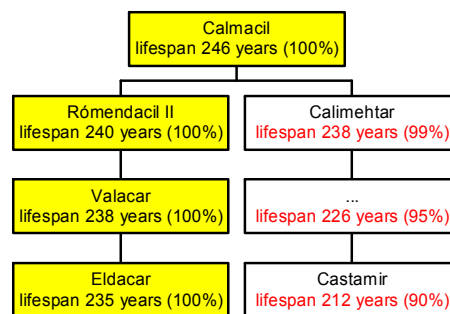 Calmacil
lifespan 246 years (100%)
Rómendacil II
lifespan 240 years (100%)
Calimehtar
lifespan 238 years (99%)
Valacar
lifespan 238 years (100%)
...
lifespan 226 years (95%)
Eldacar
lifespan 235 years (100%)
Castamir
lifespan 212 years (90%)